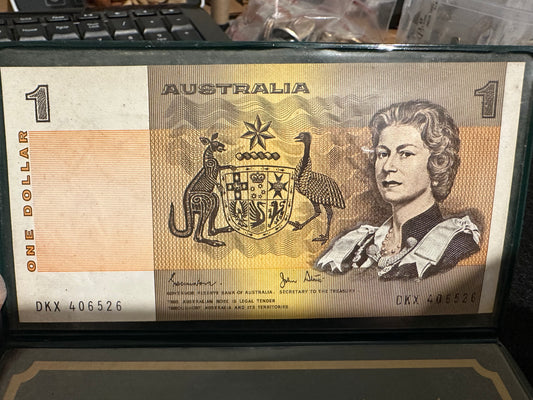 1
AUSTRALIA
1
ONE DOLLAR
GOVERNOR RESERVE BANK OF AUSTRALIA. SECRETARY TO THE TREASURY
THIS AUSTRALIAN NOTE IS LEGAL TENDER
THROUGHOUT AUSTRALIA AND ITS TERRITORIES
DKX 406526
DKX 406526